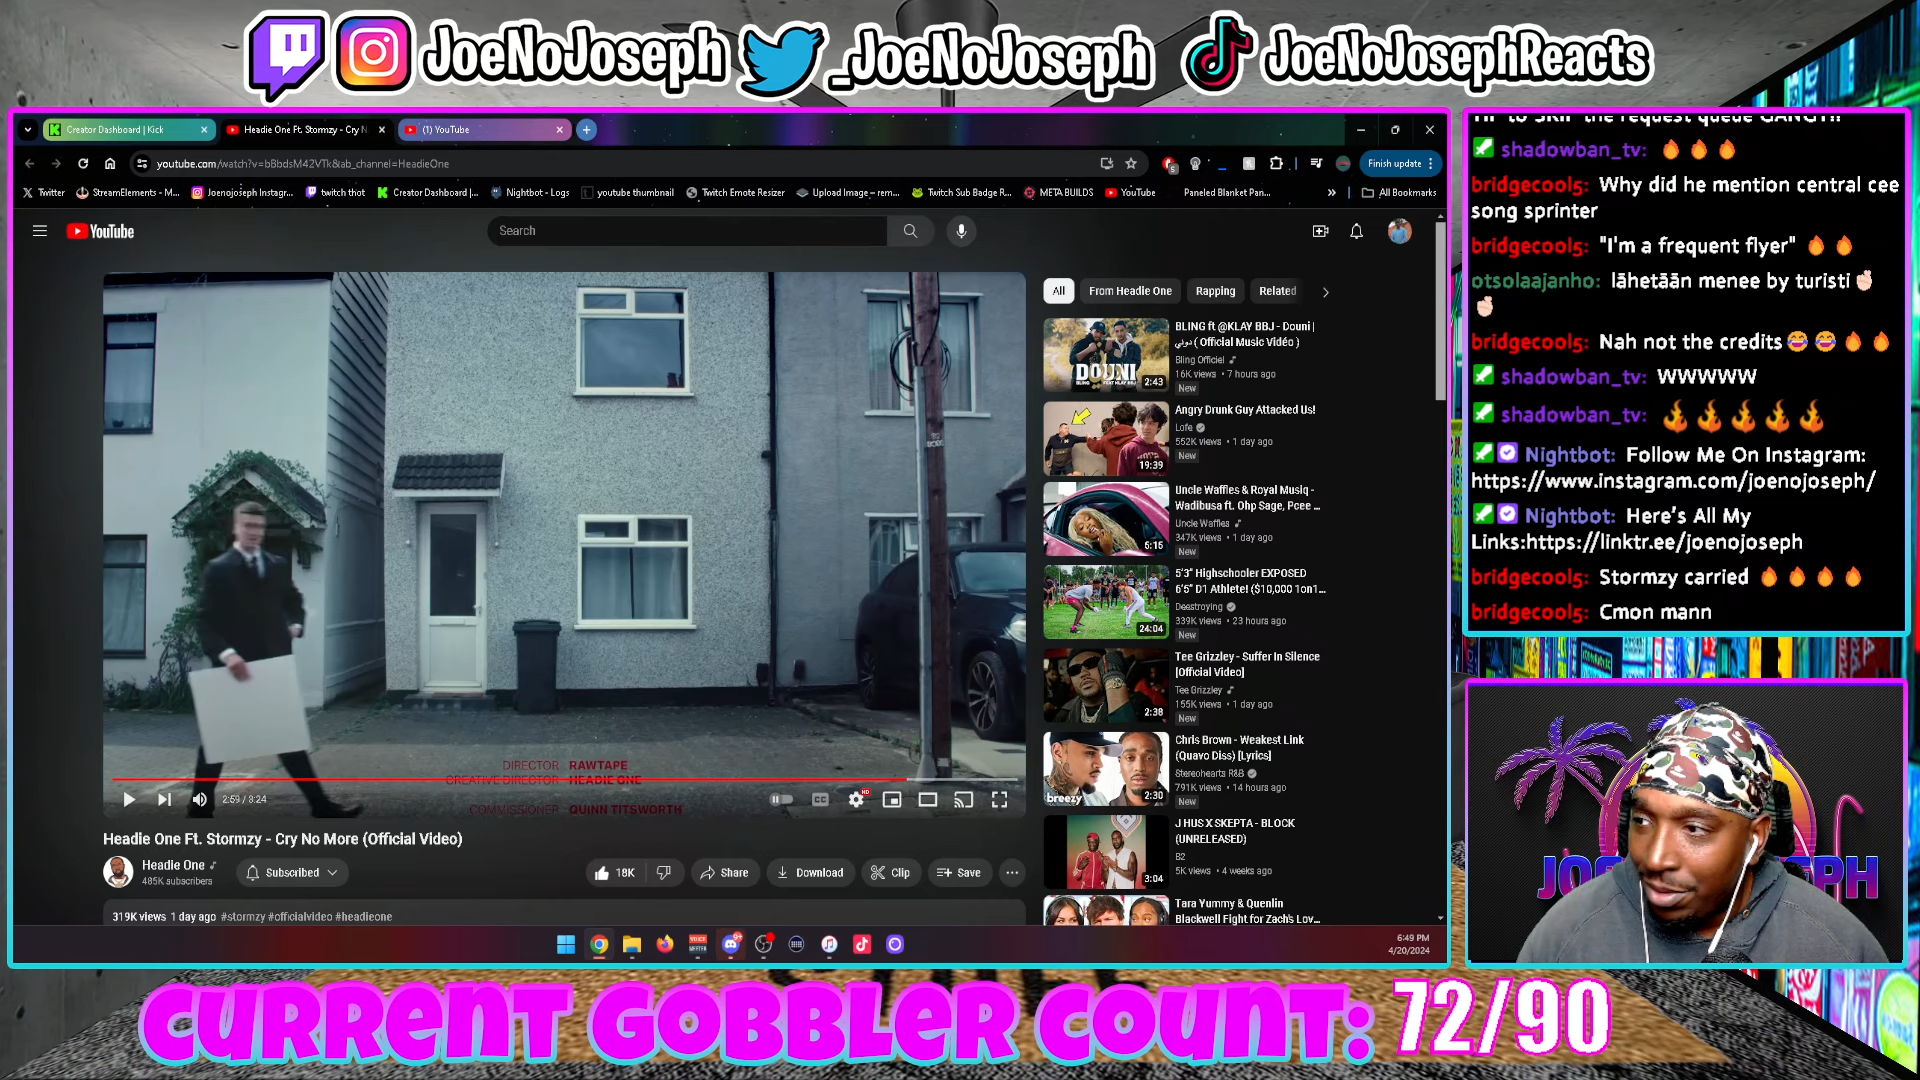 JoeNoJoseph _JoeNoJoseph JoeNoJosephReacts
Creator Dashboard | Kick
Headie One Ft. Stormzy - Cry N
(1) YouTube
youtube.com/watch?v=bBbdsM42VTk&ab_channel=HeadieOne
Finish update
Twitter
StreamElements - M...
Joenojoseph Instagr...
twitch thot
Creator Dashboard |...
Nightbot - Logs
youtube thumbnail
Twitch Emote Resizer
Upload Image – rem...
Twitch Sub Badge R...
META BUILDS
YouTube
Paneled Blanket Pan...
All Bookmarks
YouTube
Search
DIRECTOR RAWTAPE
CREATIVE DIRECTOR HEADIE ONE
COMMISSIONER QUINN TITSWORTH
2:59 / 3:24
Headie One Ft. Stormzy - Cry No More (Official Video)
Headie One
485K subscribers
Subscribed
18K
Share
Download
Clip
Save
319K views 1 day ago #stormzy #officialvideo #headieone
All
From Headie One
Rapping
Related
DOUNI
2:43
BLING ft @KLAY BBJ - Douni |
دوني ( Official Music Vidéo )
Bling Officiel
16K views • 7 hours ago
New
19:39
Angry Drunk Guy Attacked Us!
Lofe
552K views • 1 day ago
New
5:15
Uncle Waffles & Royal Musiq -
Wadibusa ft. Ohp Sage, Pcee ...
Uncle Waffles
347K views • 1 day ago
New
24:04
5'3" Highschooler EXPOSED
6'5" D1 Athlete! ($10,000 1on1...
Deestroying
339K views • 23 hours ago
New
2:38
Tee Grizzley - Suffer In Silence
[Official Video]
Tee Grizzley
155K views • 1 day ago
New
breezy
2:30
Chris Brown - Weakest Link
(Quavo Diss) [Lyrics]
Stereohearts R&B
791K views • 14 hours ago
New
3:04
J HUS X SKEPTA - BLOCK
(UNRELEASED)
B2
5K views • 4 weeks ago
Tara Yummy & Quenlin
Blackwell Fight for Zach's Lov...
6:49 PM
4/20/2024
to SKIP the request queue GANG!!!
shadowban_tv:
bridgecool5: Why did he mention central cee
song sprinter
bridgecool5: "I'm a frequent flyer"
otsolaajanho: lähetään menee by turisti
bridgecool5: Nah not the credits
shadowban_tv: WWWWW
shadowban_tv:
Nightbot: Follow Me On Instagram:
https://www.instagram.com/joenojoseph/
Nightbot: Here's All My
Links:https://linktr.ee/joenojoseph
bridgecool5: Stormzy carried
bridgecool5: Cmon mann
CURRENT GOBBLER COUNT: 72/90